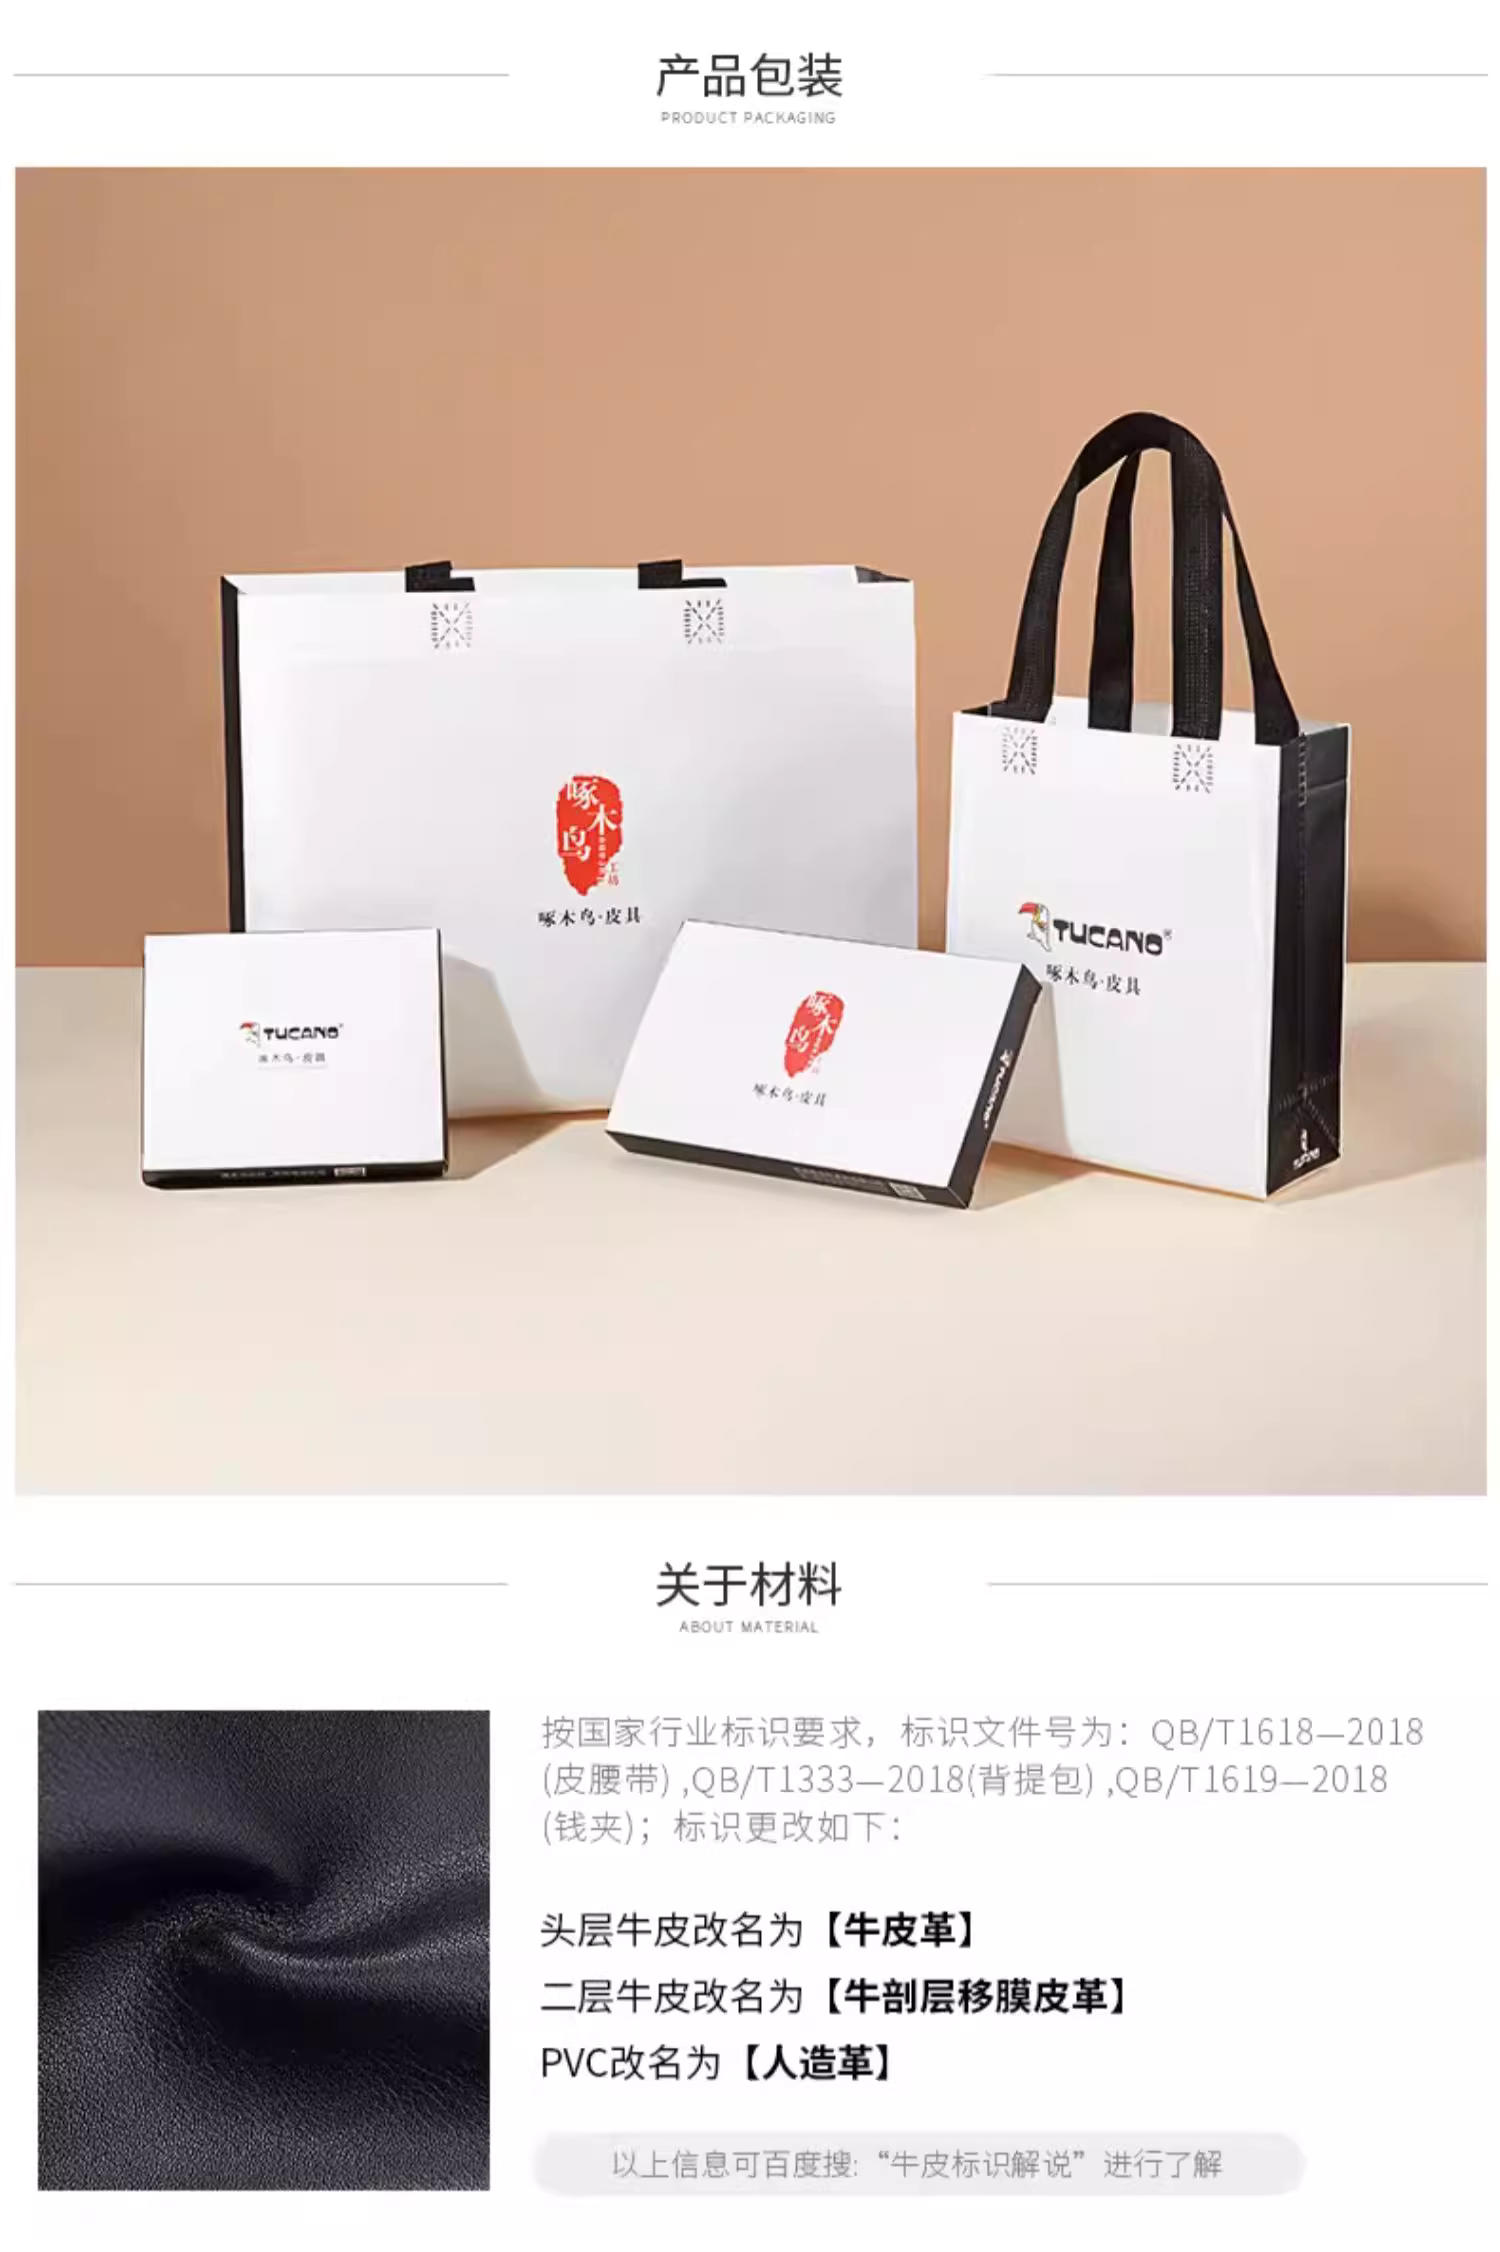 产品包装
PRODUCT PACKAGING
啄木鸟
工坊
啄木鸟·皮具
TUCANO®
啄木鸟·皮具
TUCANO
TUCANO®
啄木鸟·皮具
啄木鸟
啄木鸟·皮具
TUCANO
关于材料
ABOUT MATERIAL
按国家行业标识要求，标识文件号为：QB/T1618—2018
(皮腰带) ,QB/T1333—2018(背提包) ,QB/T1619—2018
(钱夹)；标识更改如下：
头层牛皮改名为【牛皮革】
二层牛皮改名为【牛剖层移膜皮革】
PVC改名为【人造革】
以上信息可百度搜:“牛皮标识解说”进行了解